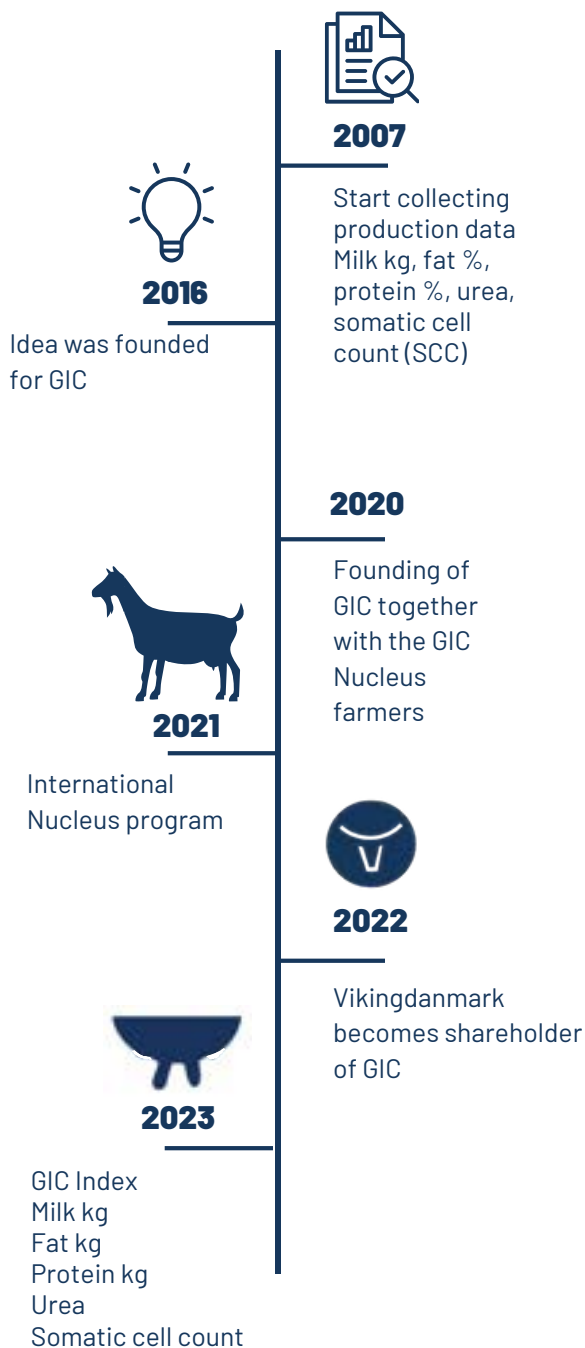 2007
Start collecting
production data
Milk kg, fat %,
protein %, urea,
somatic cell
count (SCC)
2016
Idea was founded
for GIC
2020
Founding of
GIC together
with the GIC
Nucleus
farmers
2021
International
Nucleus program
2022
Vikingdanmark
becomes shareholder
of GIC
2023
GIC Index
Milk kg
Fat kg
Protein kg
Urea
Somatic cell count